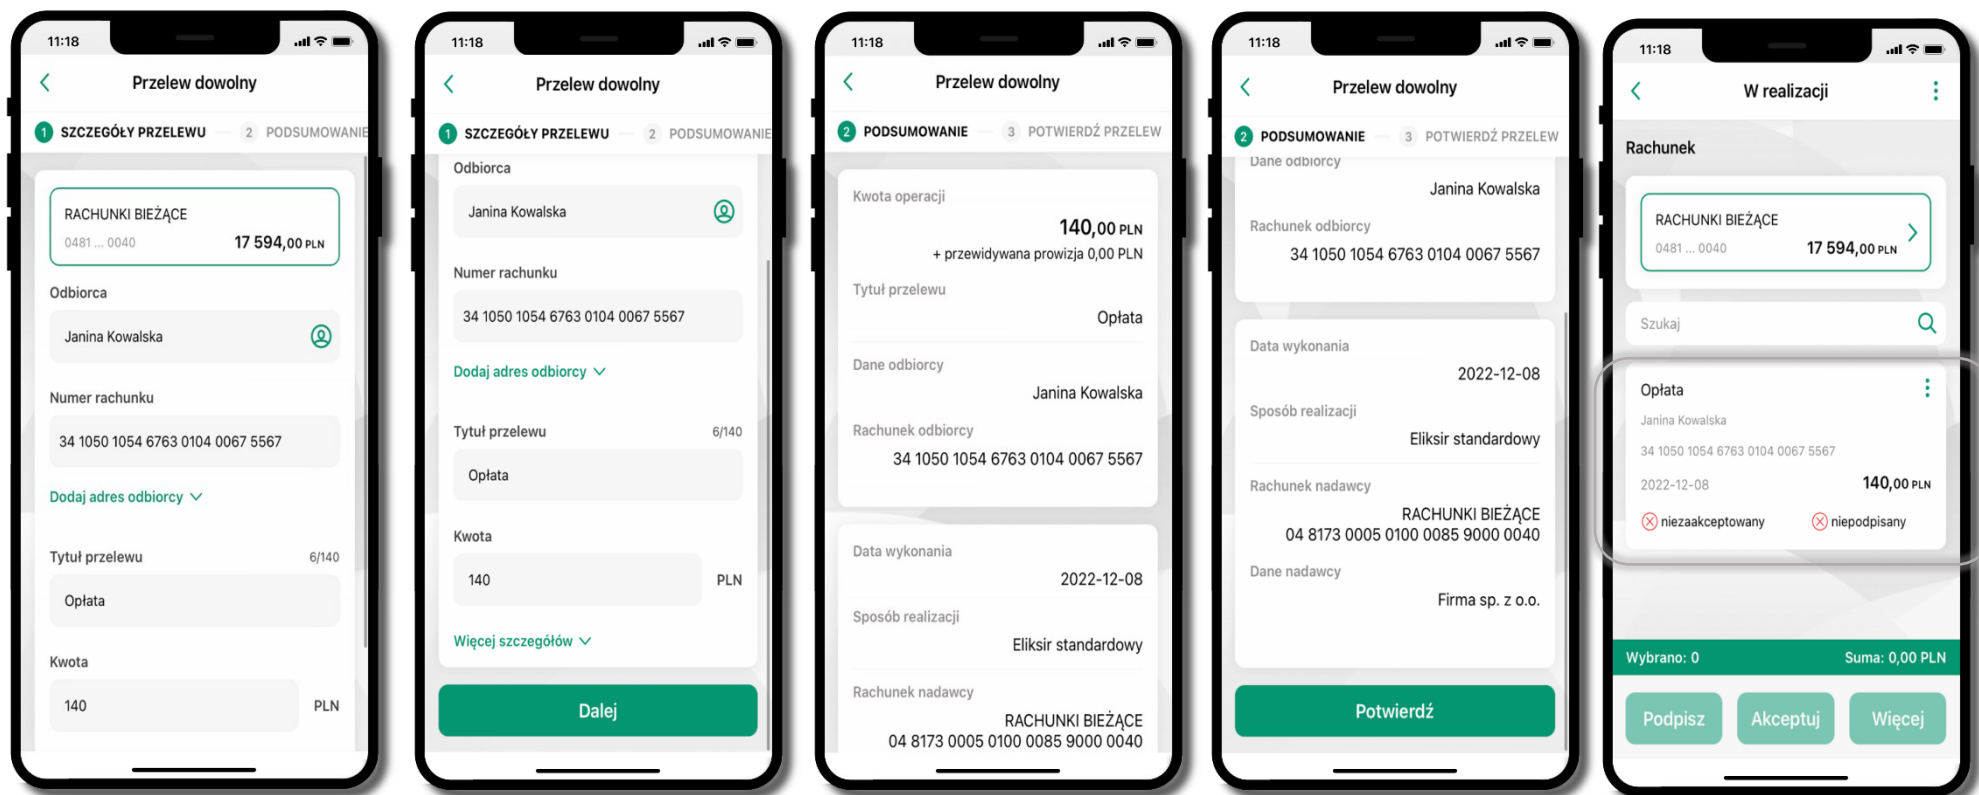 11:18
Przelew dowolny
1 SZCZEGÓŁY PRZELEWU 2 PODSUMOWANIE
RACHUNKI BIEŻĄCE
0481 ... 0040 17 594,00 PLN
Odbiorca
Janina Kowalska
Numer rachunku
34 1050 1054 6763 0104 0067 5567
Dodaj adres odbiorcy
Tytuł przelewu 6/140
Opłata
Kwota
140 PLN
11:18
Przelew dowolny
1 SZCZEGÓŁY PRZELEWU 2 PODSUMOWANIE
Odbiorca
Janina Kowalska
Numer rachunku
34 1050 1054 6763 0104 0067 5567
Dodaj adres odbiorcy
Tytuł przelewu 6/140
Opłata
Kwota
140 PLN
Więcej szczegółów
Dalej
11:18
Przelew dowolny
2 PODSUMOWANIE 3 POTWIERDŹ PRZELEW
Kwota operacji
140,00 PLN
+ przewidywana prowizja 0,00 PLN
Tytuł przelewu
Opłata
Dane odbiorcy
Janina Kowalska
Rachunek odbiorcy
34 1050 1054 6763 0104 0067 5567
Data wykonania
2022-12-08
Sposób realizacji
Eliksir standardowy
Rachunek nadawcy
RACHUNKI BIEŻĄCE
04 8173 0005 0100 0085 9000 0040
11:18
Przelew dowolny
2 PODSUMOWANIE 3 POTWIERDŹ PRZELEW
Dane odbiorcy
Janina Kowalska
Rachunek odbiorcy
34 1050 1054 6763 0104 0067 5567
Data wykonania
2022-12-08
Sposób realizacji
Eliksir standardowy
Rachunek nadawcy
RACHUNKI BIEŻĄCE
04 8173 0005 0100 0085 9000 0040
Dane nadawcy
Firma sp. z o.o.
Potwierdź
11:18
W realizacji
Rachunek
RACHUNKI BIEŻĄCE
0481 ... 0040 17 594,00 PLN
Szukaj
Opłata
Janina Kowalska
34 1050 1054 6763 0104 0067 5567
2022-12-08 140,00 PLN
niezaakceptowany niepodpisany
Wybrano: 0 Suma: 0,00 PLN
Podpisz Akceptuj Więcej